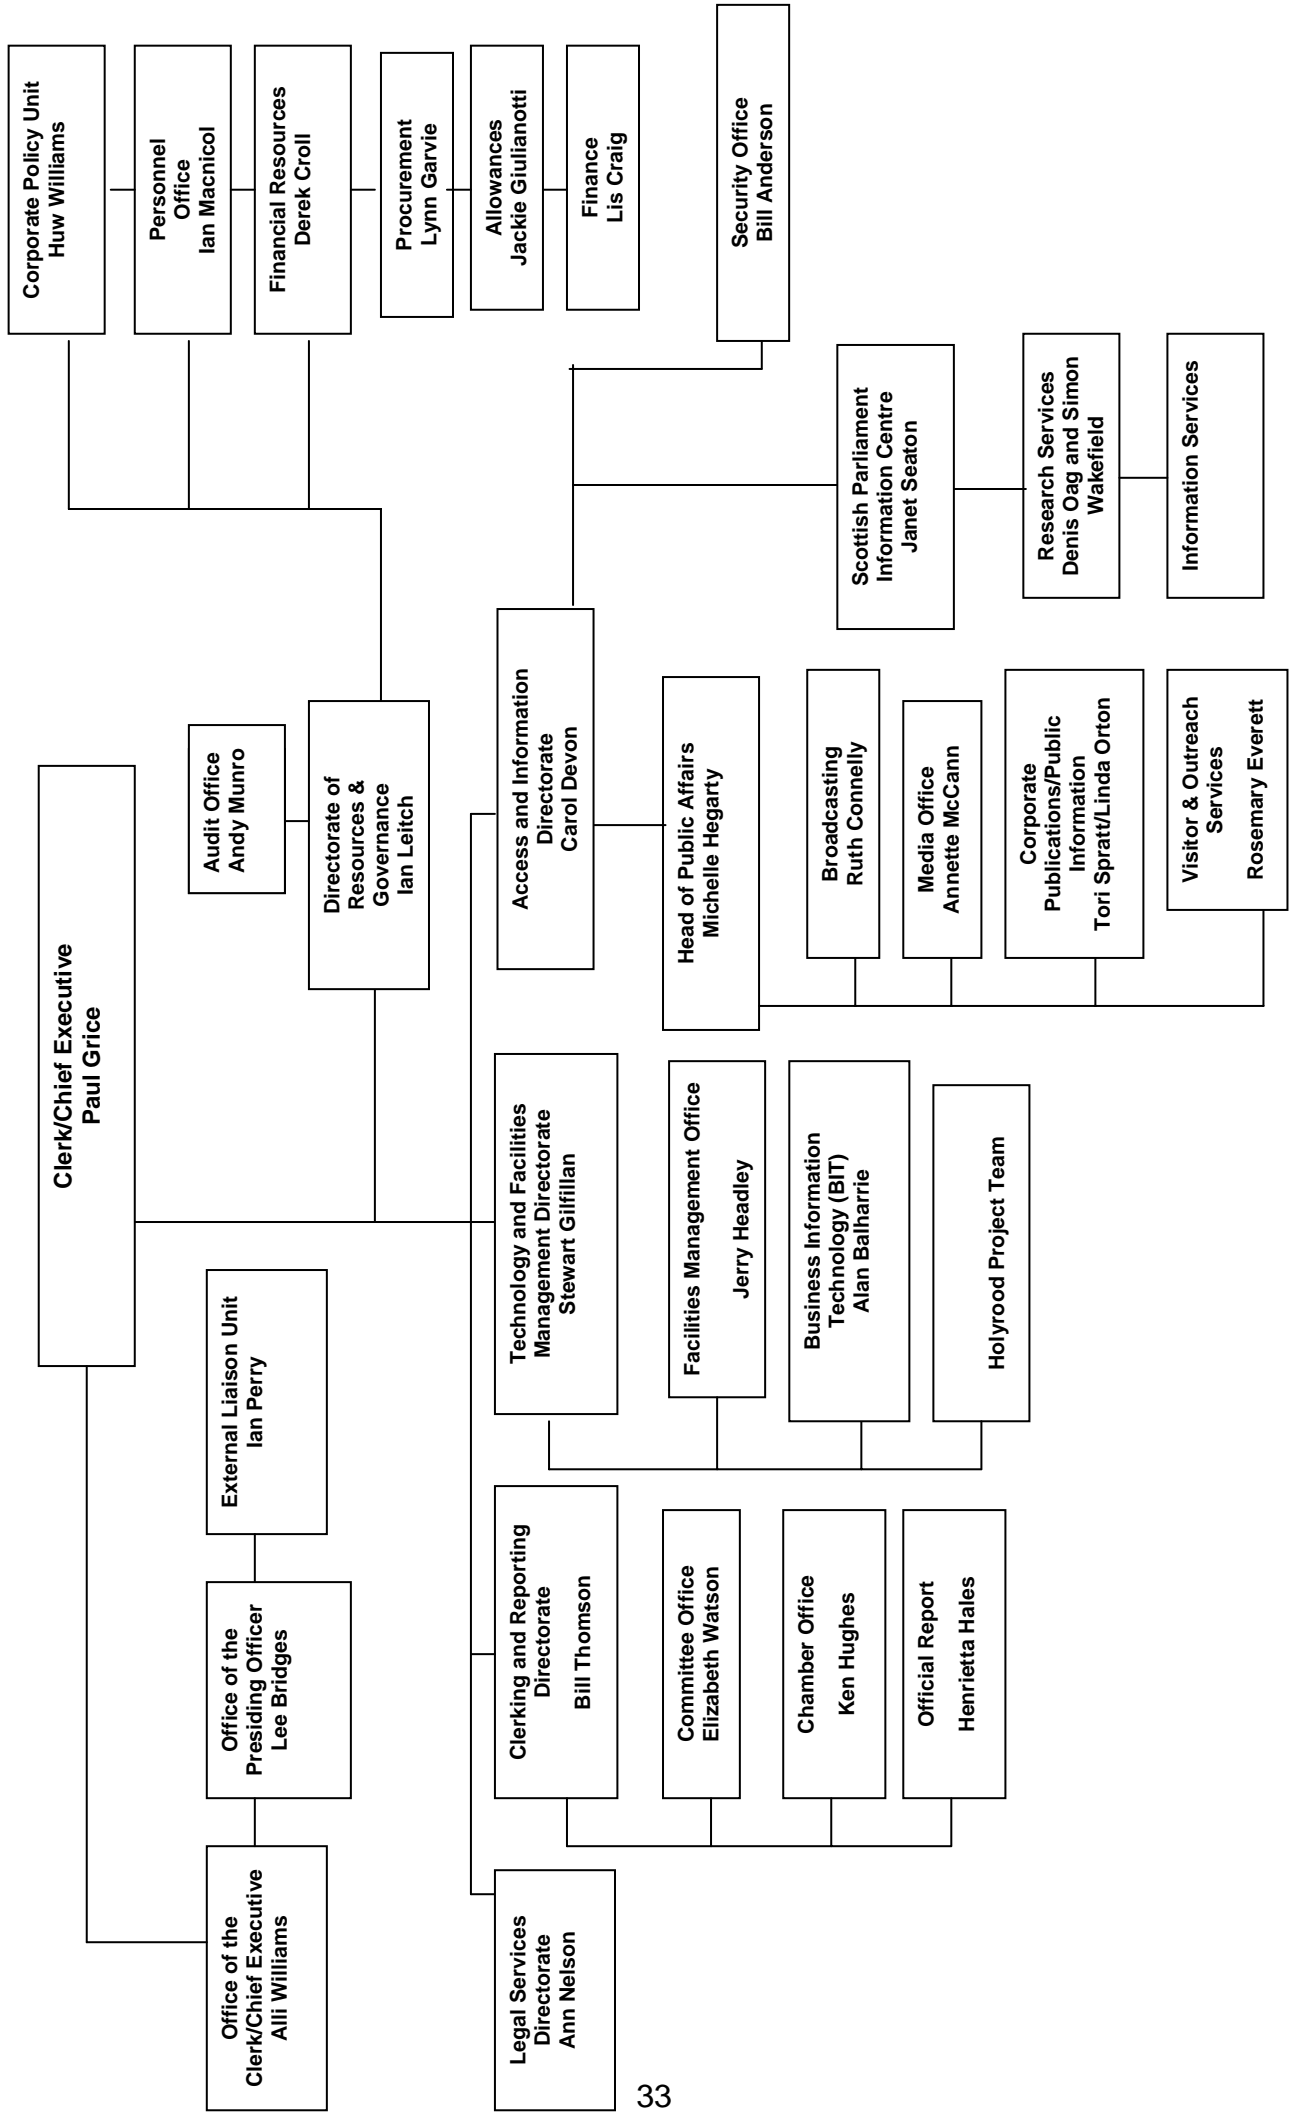 Clerk/Chief Executive
Paul Grice
Office of the
Clerk/Chief Executive
Alli Williams
Office of the
Presiding Officer
Lee Bridges
External Liaison Unit
Ian Perry
Audit Office
Andy Munro
Directorate of
Resources &
Governance
Ian Leitch
Corporate Policy Unit
Huw Williams
Personnel
Office
Ian Macnicol
Financial Resources
Derek Croll
Procurement
Lynn Garvie
Allowances
Jackie Giulianotti
Finance
Lis Craig
Legal Services
Directorate
Ann Nelson
Clerking and Reporting
Directorate
Bill Thomson
Committee Office
Elizabeth Watson
Chamber Office
Ken Hughes
Official Report
Henrietta Hales
Technology and Facilities
Management Directorate
Stewart Gilfillan
Facilities Management Office
Jerry Headley
Business Information
Technology (BIT)
Alan Balharrie
Holyrood Project Team
Access and Information
Directorate
Carol Devon
Head of Public Affairs
Michelle Hegarty
Broadcasting
Ruth Connelly
Media Office
Annette McCann
Corporate
Publications/Public
Information
Tori Spratt/Linda Orton
Visitor & Outreach
Services
Rosemary Everett
Security Office
Bill Anderson
Scottish Parliament
Information Centre
Janet Seaton
Research Services
Denis Oag and Simon
Wakefield
Information Services
33